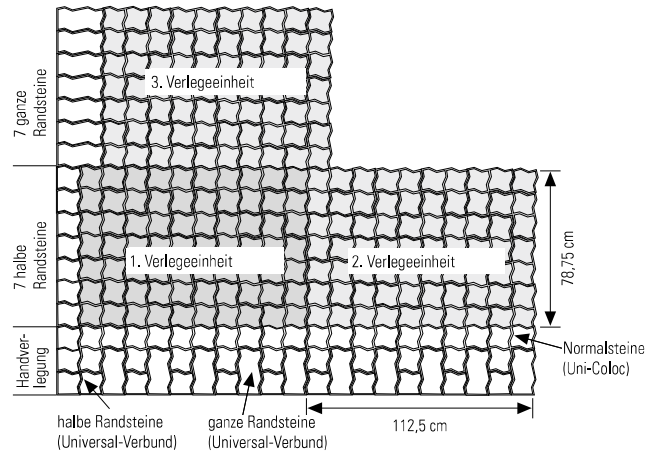 7 ganze
Randsteine
3. Verlegeeinheit
7 halbe
Randsteine
1. Verlegeeinheit
2. Verlegeeinheit
78,75 cm
Handver-
legung
Normalsteine
(Uni-Coloc)
halbe Randsteine
(Universal-Verbund)
ganze Randsteine
(Universal-Verbund)
112,5 cm